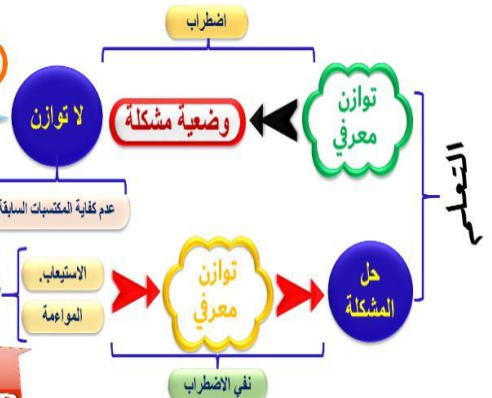 اضطراب
توازن
معرفي
وضعية مشكلة
لا توازن
عدم كفاية المكتسبات السابقة
التعلم
الاستيعاب.
المواءمة
توازن
معرفي
حل
المشكلة
نفي الاضطراب